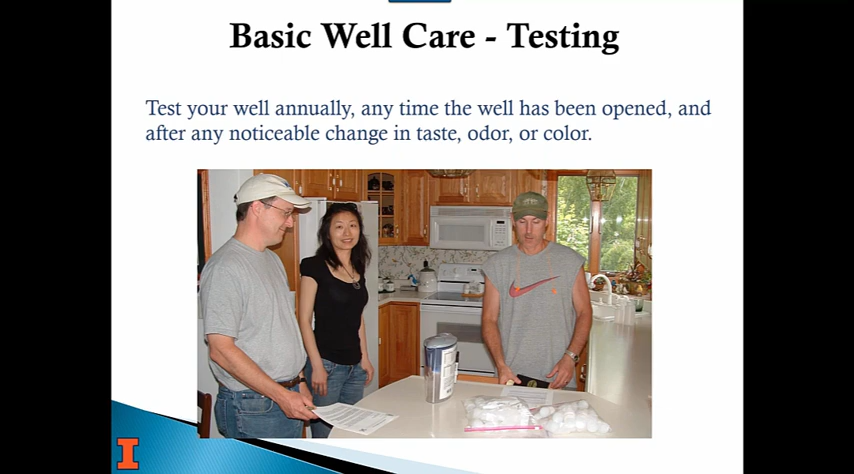 Basic Well Care - Testing
Test your well annually, any time the well has been opened, and
after any noticeable change in taste, odor, or color.
I